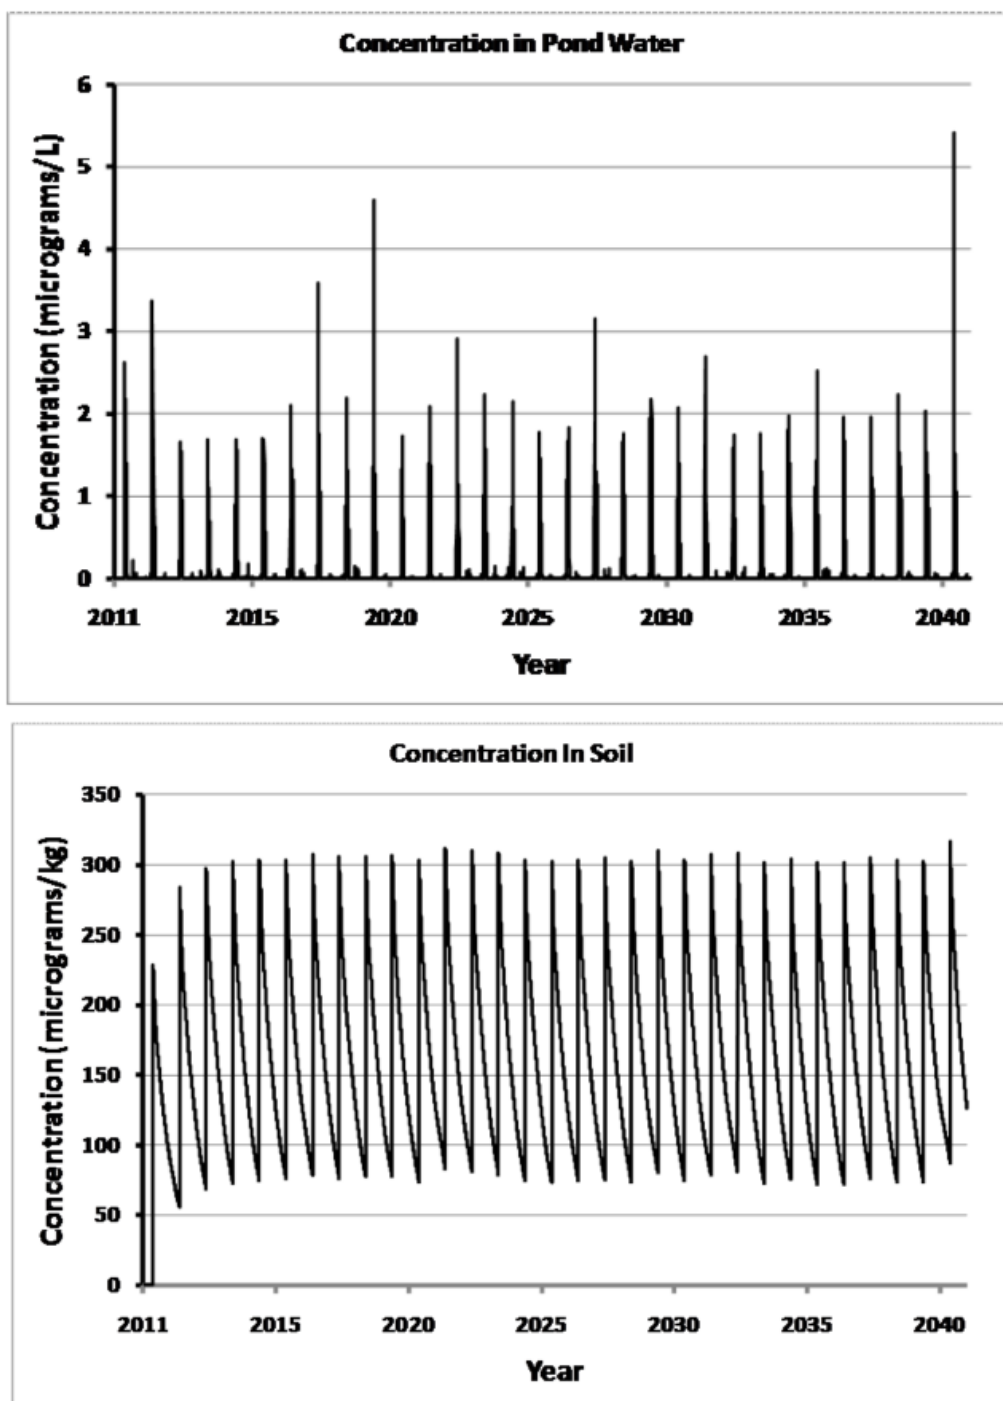 Concentration in Pond Water
Concentration (micrograms/L)
6
5
4
3
2
1
0
2011 2015 2020 2025 2030 2035 2040
Year
Concentration In Soil
Concentration (micrograms/kg)
350
300
250
200
150
100
50
0
2011 2015 2020 2025 2030 2035 2040
Year